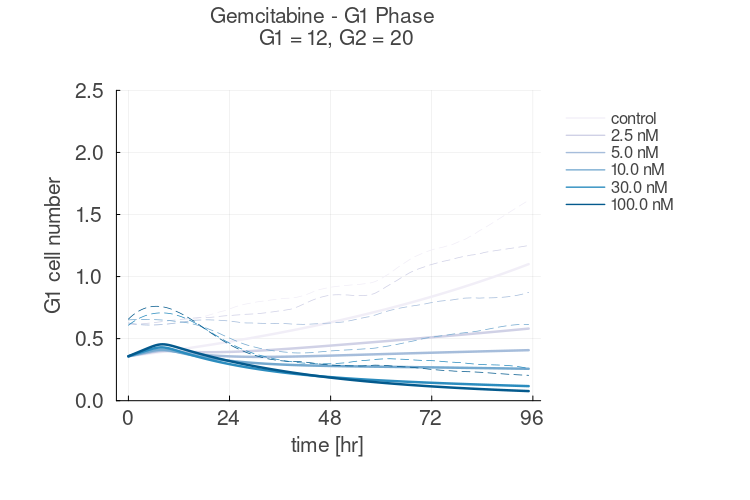 Gemcitabine - G1 Phase
G1 = 12, G2 = 20
2.5
2.0
1.5
1.0
0.5
0.0
G1 cell number
0 24 48 72 96
time [hr]
control
2.5 nM
5.0 nM
10.0 nM
30.0 nM
100.0 nM